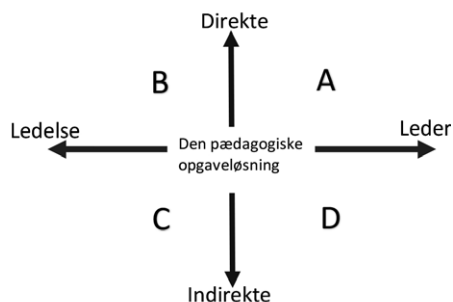 Direkte
B
A
Ledelse
Den pædagogiske
opgaveløsning
Leder
C
D
Indirekte